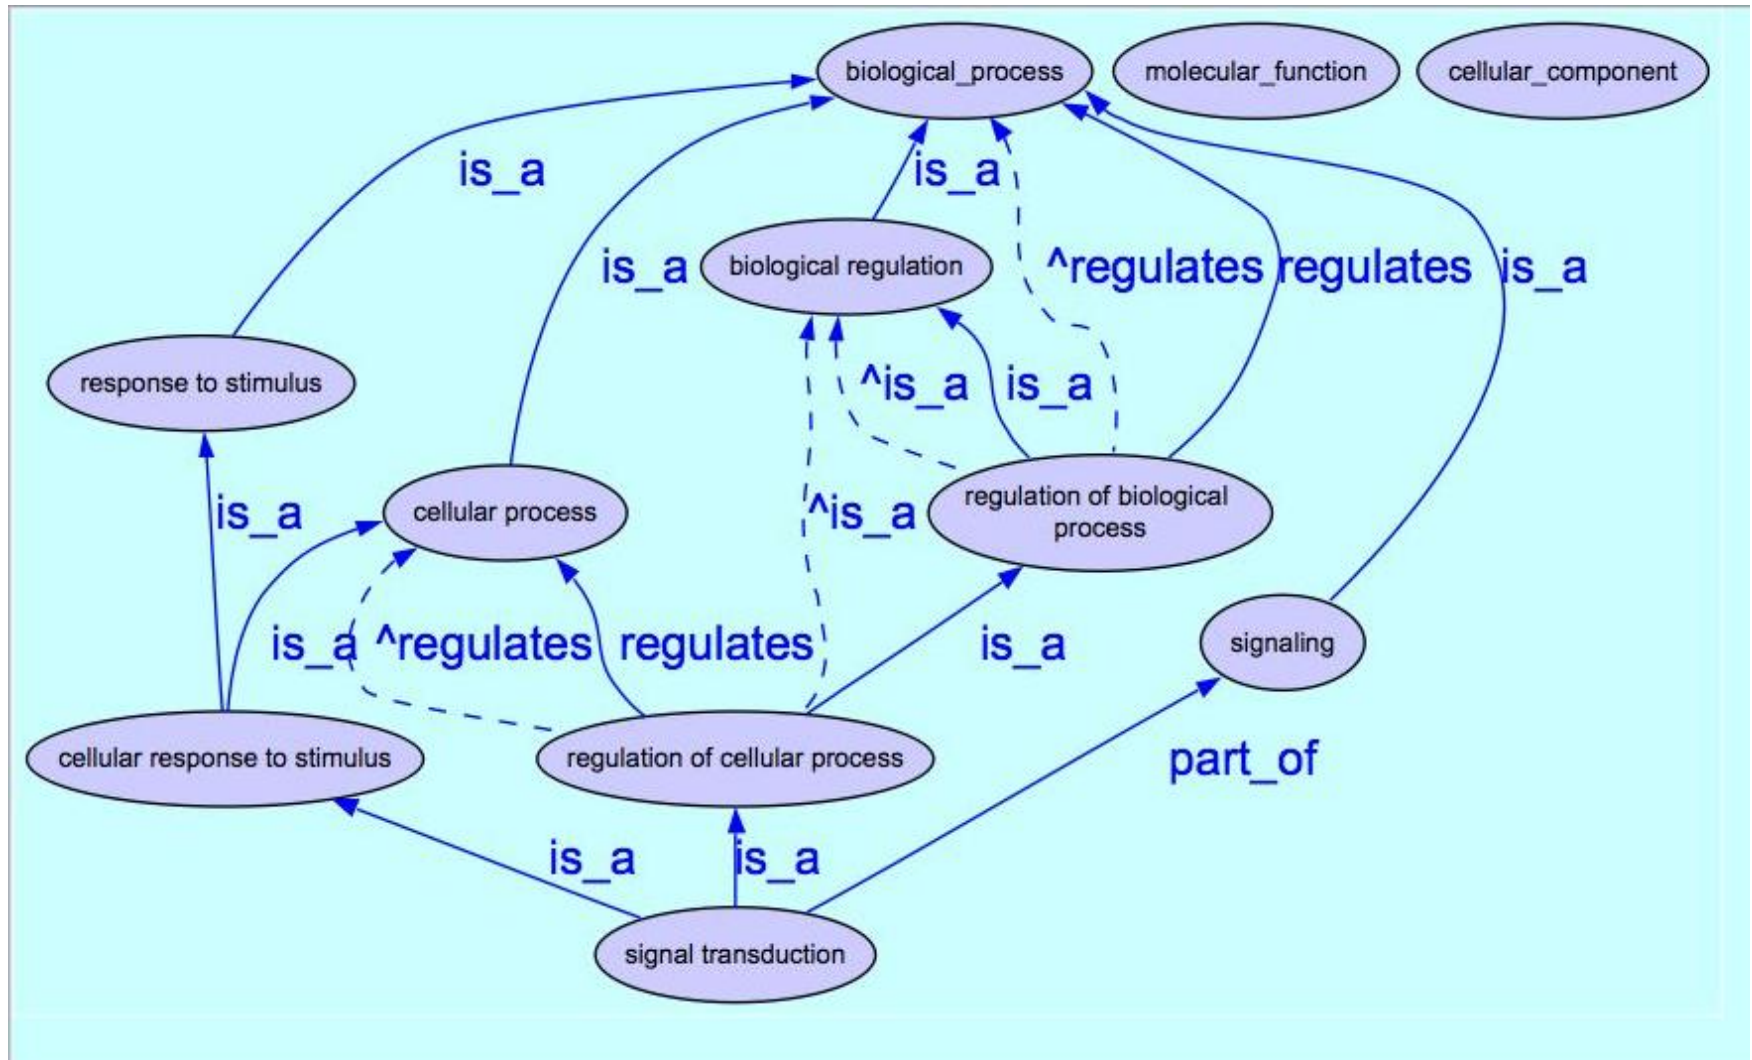 biological_process
molecular_function
cellular_component
is_a
is_a
is_a
biological regulation
^regulates
regulates
is_a
response to stimulus
^is_a
is_a
is_a
cellular process
^is_a
regulation of biological
process
is_a
^regulates
regulates
is_a
signaling
cellular response to stimulus
regulation of cellular process
part_of
is_a
is_a
signal transduction